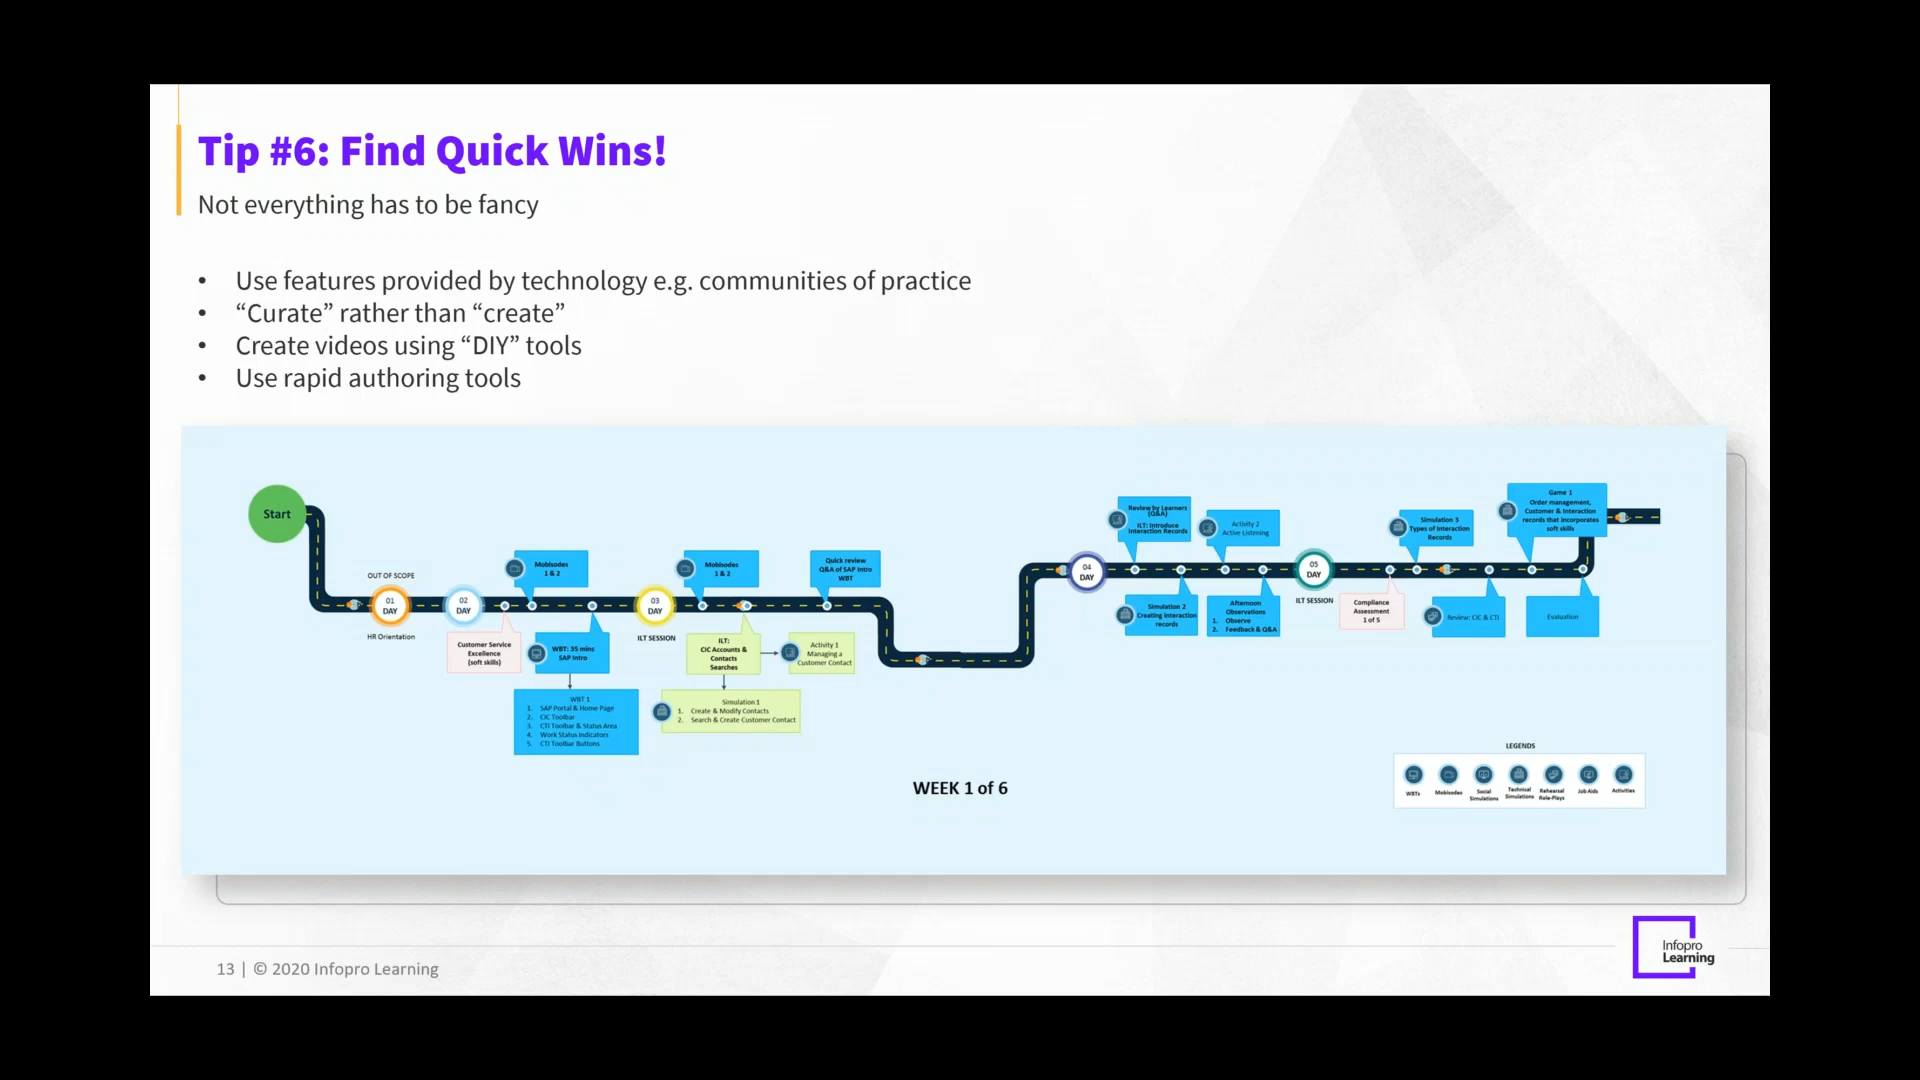 Tip #6: Find Quick Wins!
Not everything has to be fancy
• Use features provided by technology e.g. communities of practice
• “Curate” rather than “create”
• Create videos using “DIY” tools
• Use rapid authoring tools
Start
OUT OF SCOPE
01
DAY
HR Orientation
02
DAY
Customer Service
Excellence
(soft skills)
Mobisodes
1 & 2
WBT: 35 mins
SAP Intro
WBT 1
1. SAP Portal & Home Page
2. CIC Toolbar
3. CTI Toolbar & Status Area
4. Work Status Indicators
5. CTI Toolbar Buttons
03
DAY
ILT SESSION
Mobisodes
1 & 2
ILT:
CIC Accounts &
Contacts
Searches
Activity 1
Managing a
Customer Contact
Simulation 1
1. Create & Modify Contacts
2. Search & Create Customer Contact
Quick review
Q&A of SAP Intro
WBT
04
DAY
Review by Learners
(Q&A)
ILT: Introduce
Interaction Records
Simulation 2
Creating Interaction
records
Activity 2
Active Listening
Afternoon
Observations
1. Observe
2. Feedback & Q&A
05
DAY
ILT SESSION
Compliance
Assessment
1 of 5
Simulation 3
Types of Interaction
Records
Review: CIC & CTI
Game 1
Order management,
Customer & Interaction
records that incorporates
soft skills
Evaluation
WEEK 1 of 6
LEGENDS
WBTs
Mobisodes
Social
Simulations
Technical
Simulations
Rehearsal
Role-Plays
Job Aids
Activities
13 | © 2020 Infopro Learning
Infopro
Learning